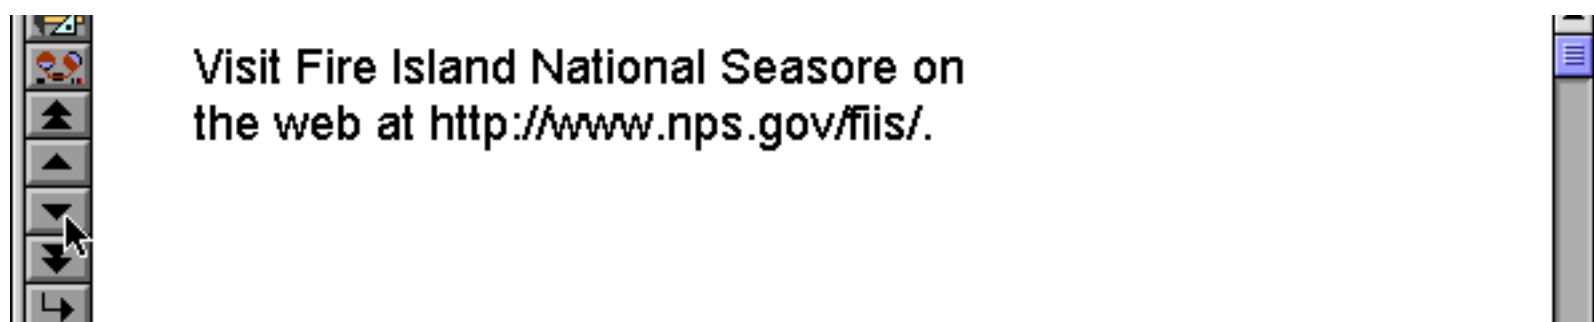 Visit Fire Island National Seasore on
the web at http://www.nps.gov/fiis/.